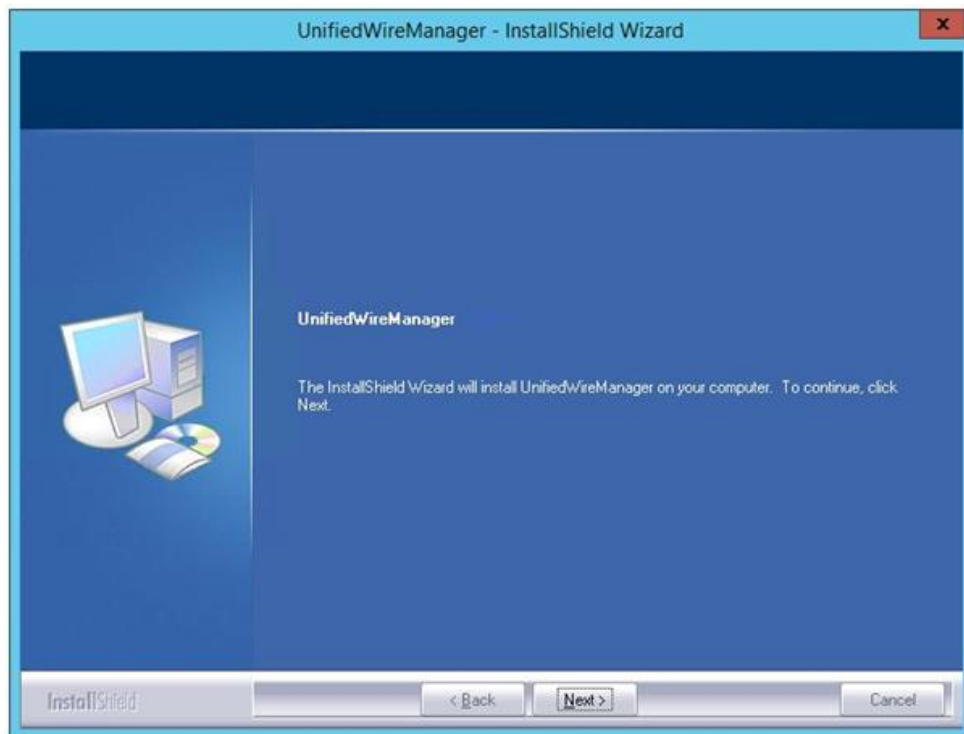 UnifiedWireManager - InstallShield Wizard
x
UnifiedWireManager
The InstallShield Wizard will install UnifiedWireManager on your computer. To continue, click
Next.
InstallShield
< Back
Next >
Cancel